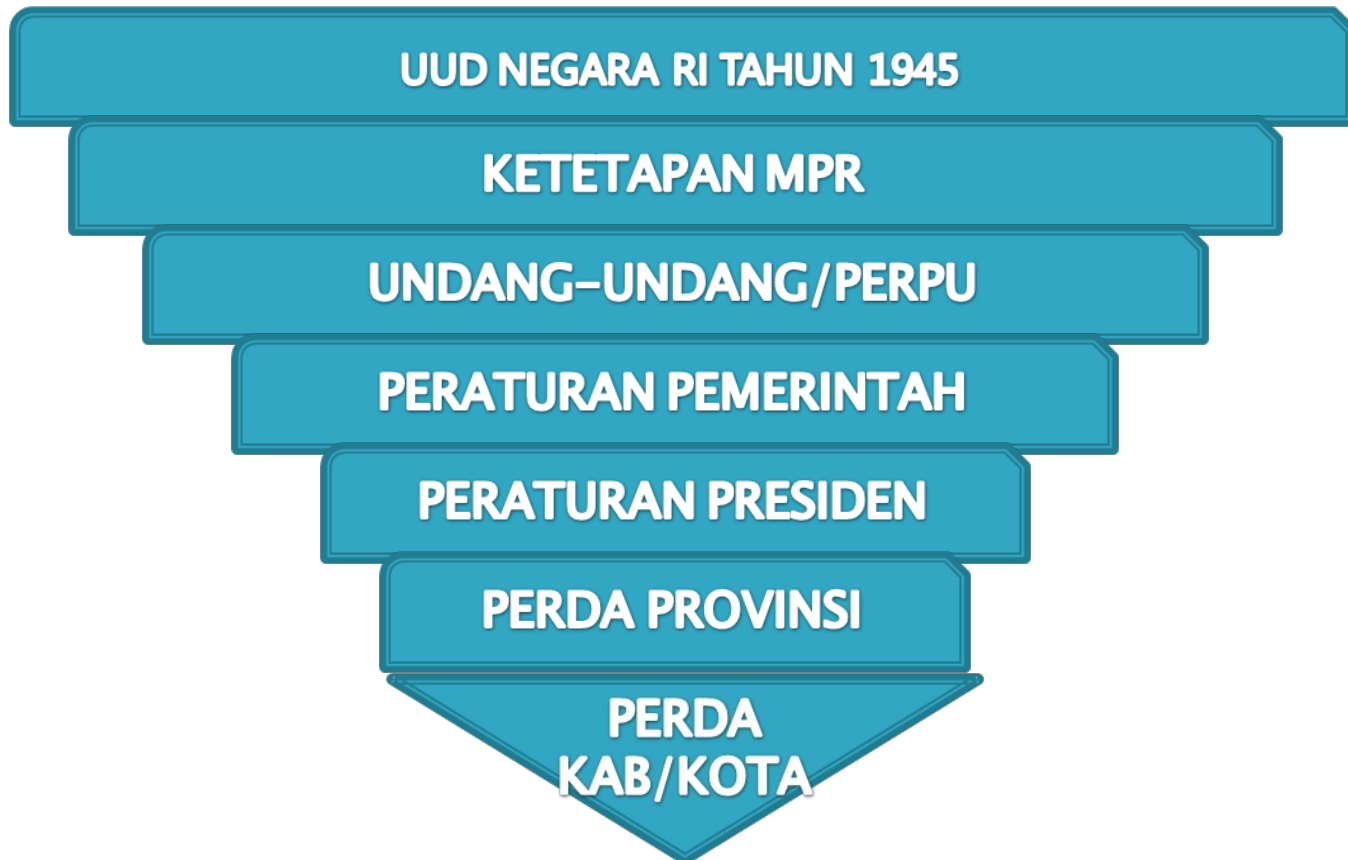 UUD NEGARA RI TAHUN 1945
KETETAPAN MPR
UNDANG-UNDANG/PERPU
PERATURAN PEMERINTAH
PERATURAN PRESIDEN
PERDA PROVINSI
PERDA
KAB/KOTA